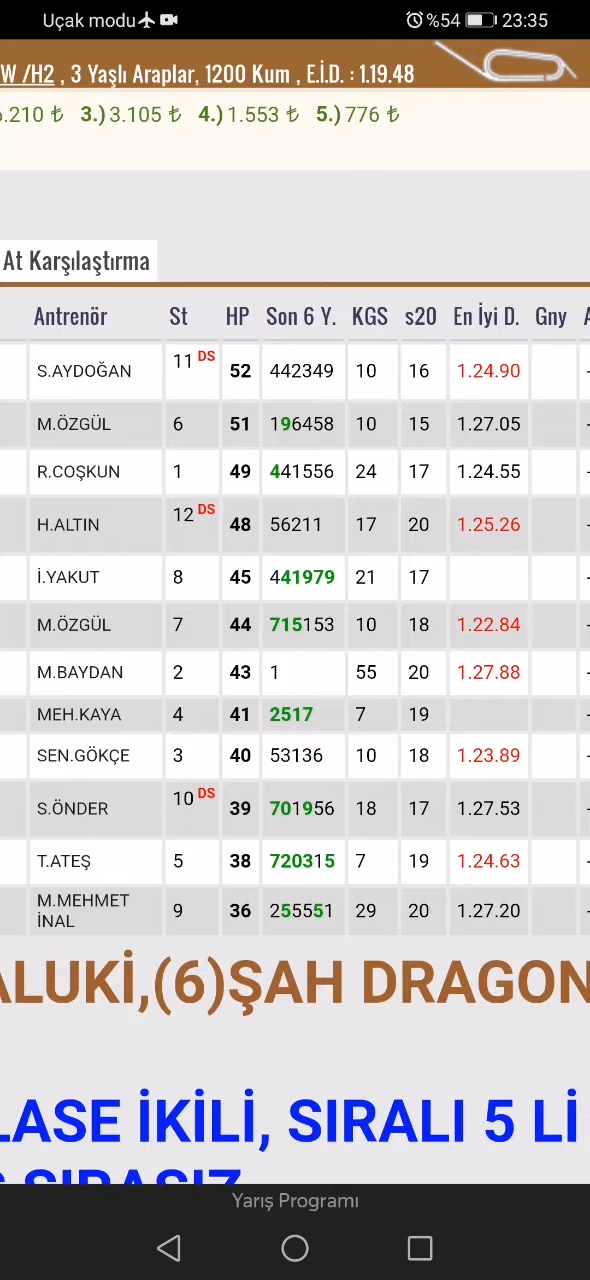 Uçak modu %54 23:35
W /H2 , 3 Yaşlı Araplar, 1200 Kum , E.İ.D. : 1.19.48
.210 ₺ 3.) 3.105 ₺ 4.) 1.553 ₺ 5.) 776 ₺
At Karşılaştırma
Antrenör St HP Son 6 Y. KGS s20 En İyi D. Gny
S.AYDOĞAN 11 DS 52 442349 10 16 1.24.90 -
M.ÖZGÜL 6 51 196458 10 15 1.27.05 -
R.COŞKUN 1 49 441556 24 17 1.24.55 -
H.ALTIN 12 DS 48 56211 17 20 1.25.26 -
İ.YAKUT 8 45 441979 21 17 -
M.ÖZGÜL 7 44 715153 10 18 1.22.84 -
M.BAYDAN 2 43 1 55 20 1.27.88 -
MEH.KAYA 4 41 2517 7 19 -
SEN.GÖKÇE 3 40 53136 10 18 1.23.89 -
S.ÖNDER 10 DS 39 701956 18 17 1.27.53 -
T.ATEŞ 5 38 720315 7 19 1.24.63 -
M.MEHMET
İNAL 9 36 255551 29 20 1.27.20 -
ALUKİ,(6)ŞAH DRAGON
LASE İKİLİ, SIRALI 5 Lİ
SIRASIZ
Yarış Programı